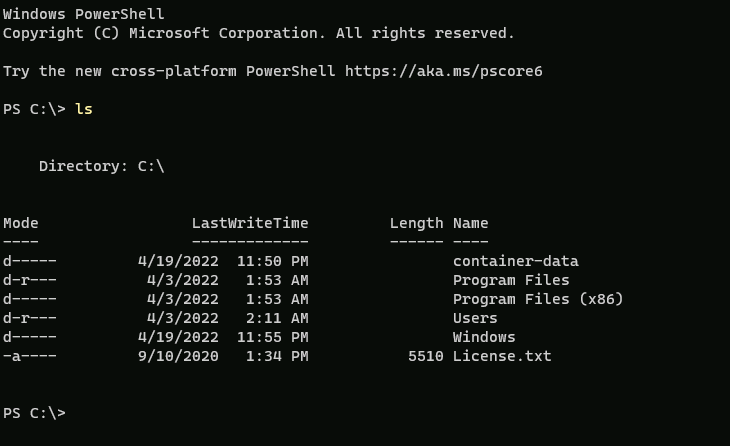 Windows PowerShell
Copyright (C) Microsoft Corporation. All rights reserved.
Try the new cross-platform PowerShell https://aka.ms/pscore6
PS C:\> ls
    Directory: C:\
Mode                 LastWriteTime         Length Name
----                 -------------         ------ ----
d-----         4/19/2022  11:50 PM                container-data
d-r---          4/3/2022   1:53 AM                Program Files
d-----          4/3/2022   1:53 AM                Program Files (x86)
d-r---          4/3/2022   2:11 AM                Users
d-----         4/19/2022  11:55 PM                Windows
-a----         9/10/2020   1:34 PM           5510 License.txt
PS C:\>